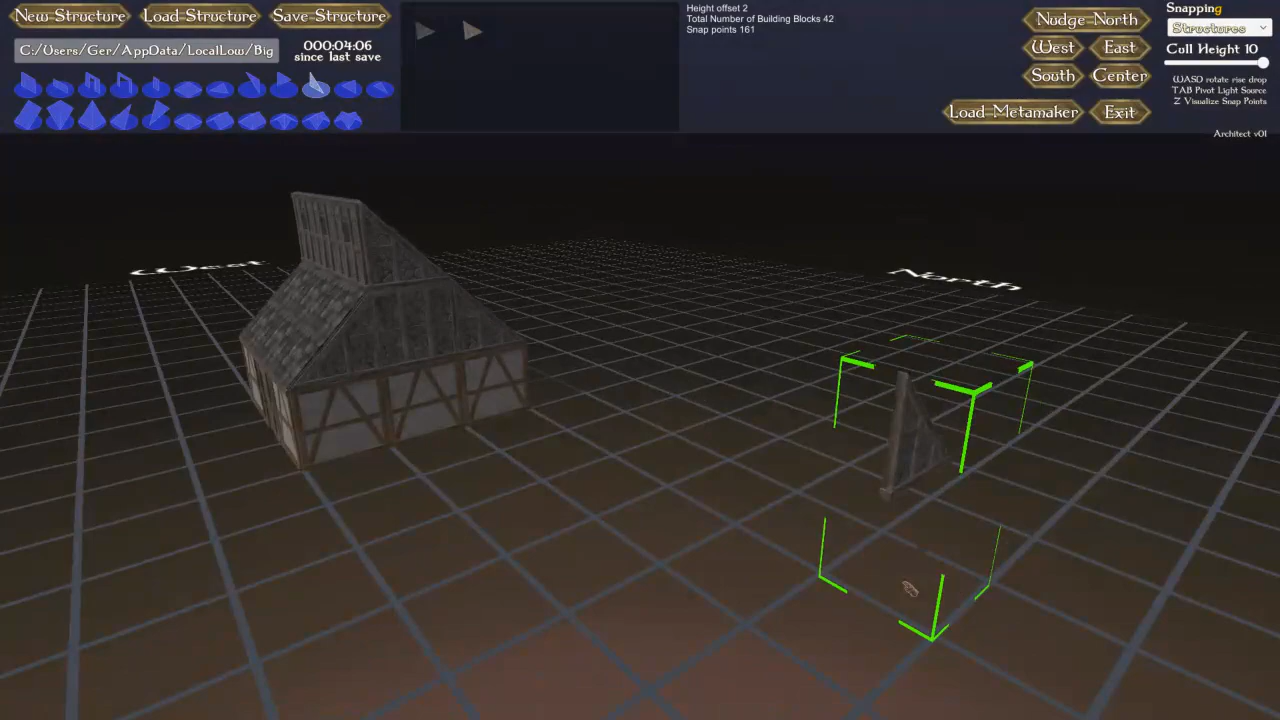 New Structure
Load Structure
Save Structure
C:/Users/Ger/AppData/LocalLow/Big
000:04:06
since last save
Height offset 2
Total Number of Building Blocks 42
Snap points 161
Nudge North
West
East
South
Center
Load Metamaker
Exit
Snapping
Structures
Cull Height 10
WASD rotate rise drop
TAB Pivot Light Source
Z Visualize Snap Points
Architect v01
West
North